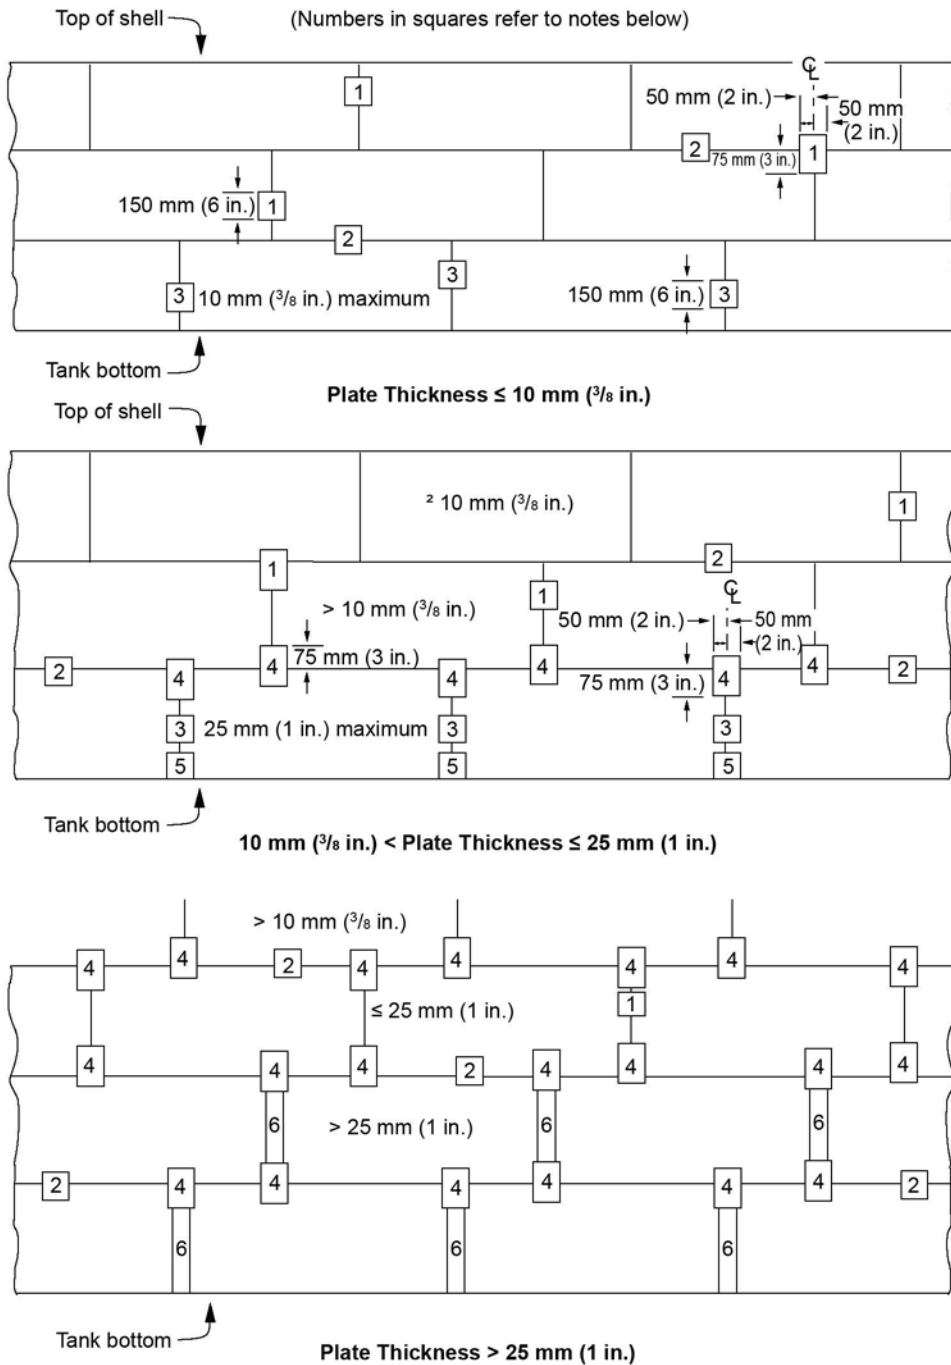 Top of shell
(Numbers in squares refer to notes below)
℄
50 mm (2 in.)
50 mm
(2 in.)
1
2
75 mm (3 in.)
1
150 mm (6 in.)
1
2
3
10 mm (3/8 in.) maximum
3
150 mm (6 in.)
3
Tank bottom
Plate Thickness ≤ 10 mm (3/8 in.)
Top of shell
² 10 mm (3/8 in.)
1
1
2
> 10 mm (3/8 in.)
1
℄
50 mm (2 in.)
50 mm
(2 in.)
2
4
4
75 mm (3 in.)
4
4
75 mm (3 in.)
4
4
2
3
25 mm (1 in.) maximum
3
3
5
5
5
Tank bottom
10 mm (3/8 in.) < Plate Thickness ≤ 25 mm (1 in.)
> 10 mm (3/8 in.)
4
4
2
4
4
4
4
4
≤ 25 mm (1 in.)
1
4
4
4
2
4
4
4
4
6
> 25 mm (1 in.)
6
6
2
4
4
4
4
4
4
2
6
6
6
Tank bottom
Plate Thickness > 25 mm (1 in.)